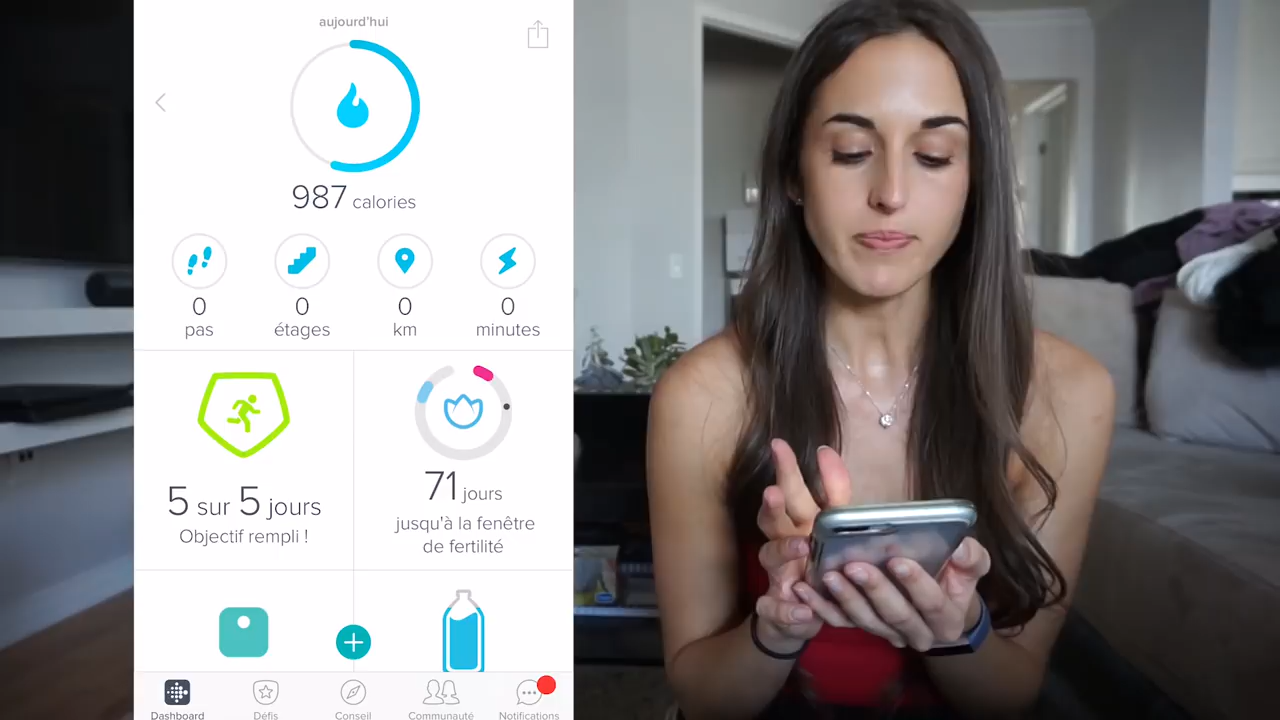 aujourd'hui
987 calories
0 0 0 0
pas étages km minutes
5 sur 5 jours
Objectif rempli !
71 jours
jusqu'à la fenêtre
de fertilité
Dashboard Défis Conseil Communauté Notifications